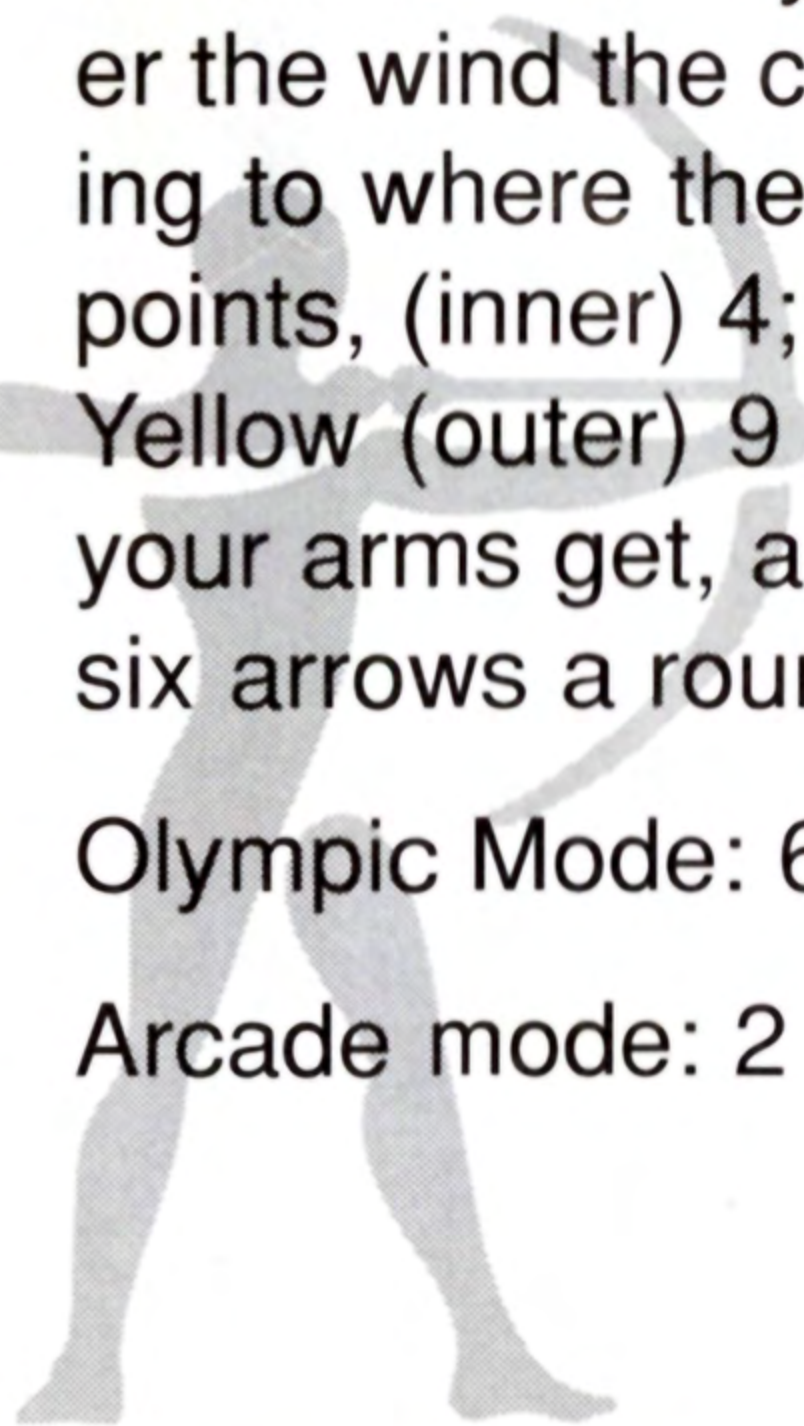 er the wind the c
ing to where the
points, (inner) 4;
Yellow (outer) 9
your arms get, a
six arrows a rou
Olympic Mode: 6
Arcade mode: 2